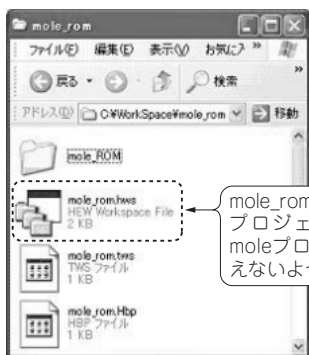 mole_rom
ファイル(F) 編集(E) 表示(V) お気に入 »
戻る 検索 »
アドレス(D) C:¥WorkSpace¥mole_rom 移動
mole_ROM
mole_rom.hws
HEW Workspace File
2 KB
mole_rom.tws
TWS ファイル
1 KB
mole_rom.Hbp
HBP ファイル
1 KB
mole_rom
プロジェ
moleプロ
えないよ